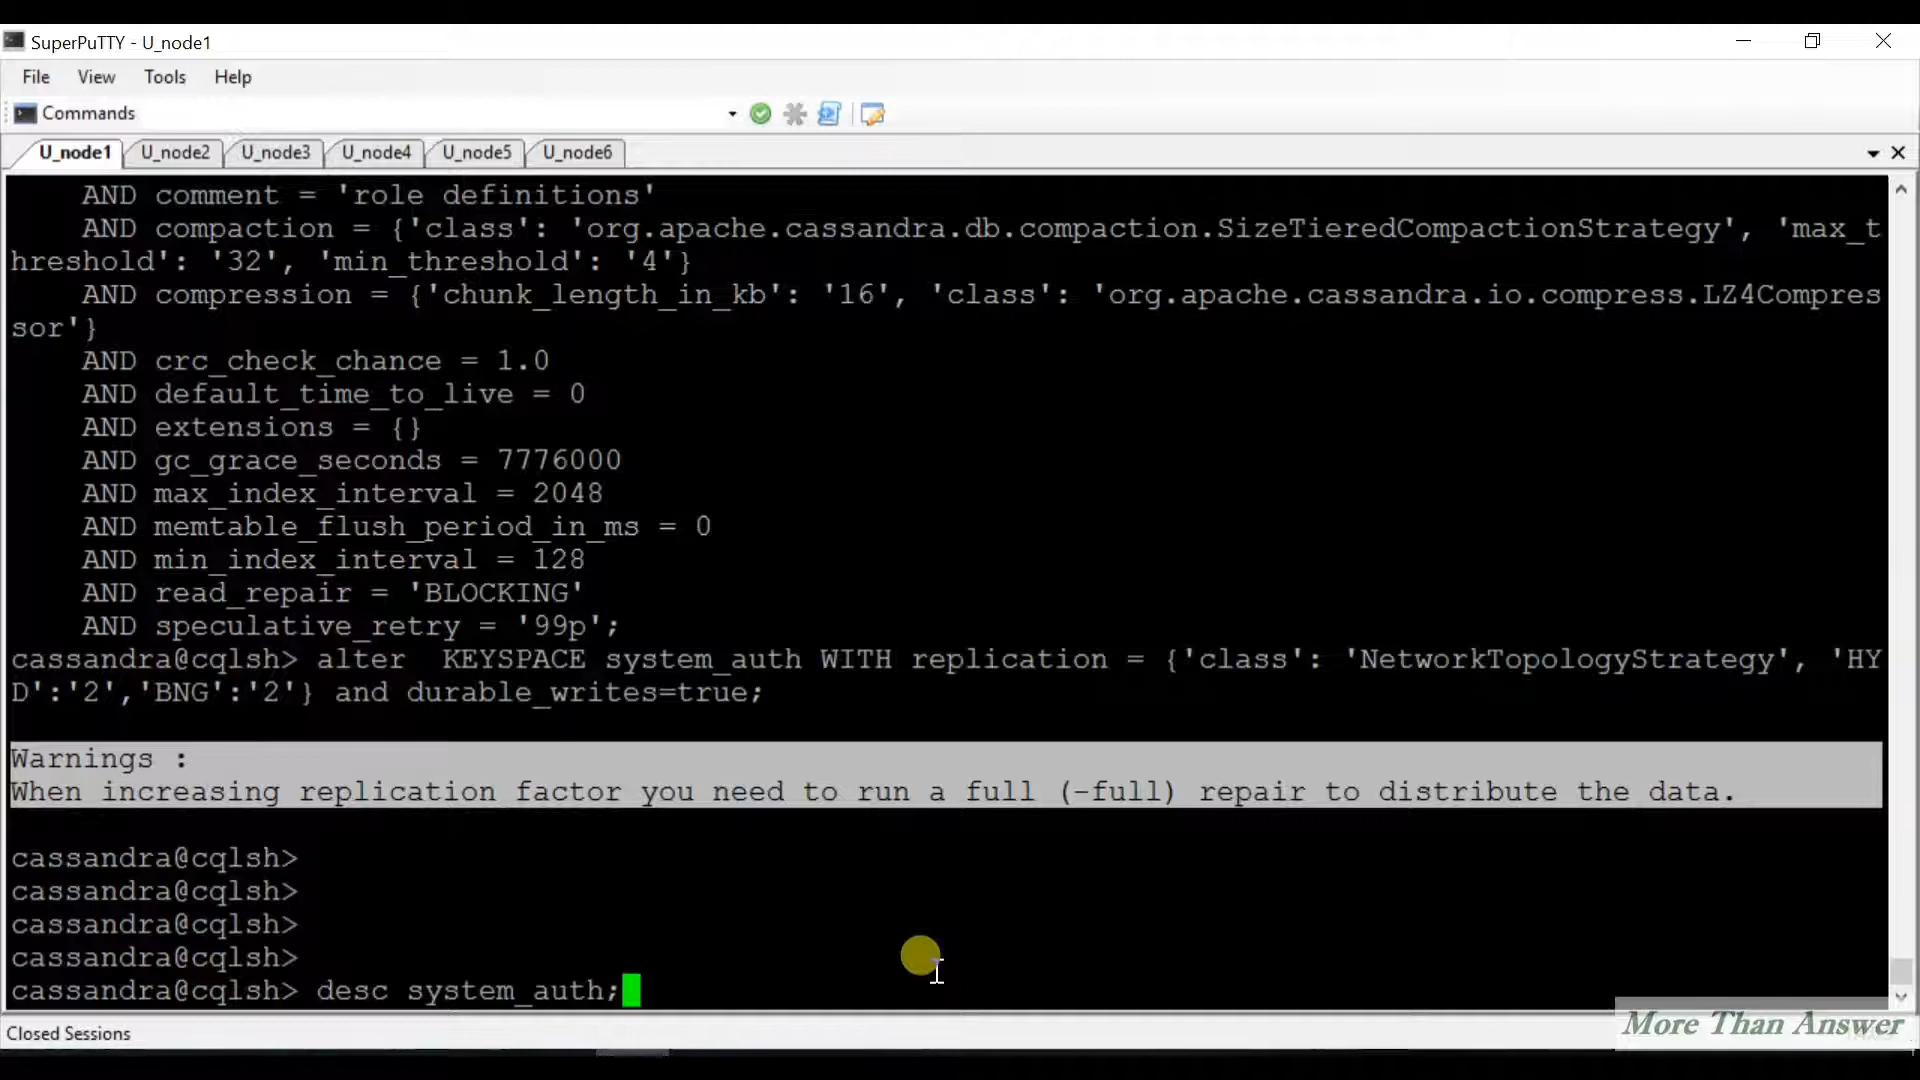 SuperPuTTY - U_node1
File View Tools Help
Commands
U_node1 U_node2 U_node3 U_node4 U_node5 U_node6
AND comment = 'role definitions'
AND compaction = {'class': 'org.apache.cassandra.db.compaction.SizeTieredCompactionStrategy', 'max_t
hreshold': '32', 'min_threshold': '4'}
AND compression = {'chunk_length_in_kb': '16', 'class': 'org.apache.cassandra.io.compress.LZ4Compres
sor'}
AND crc_check_chance = 1.0
AND default_time_to_live = 0
AND extensions = {}
AND gc_grace_seconds = 7776000
AND max_index_interval = 2048
AND memtable_flush_period_in_ms = 0
AND min_index_interval = 128
AND read_repair = 'BLOCKING'
AND speculative_retry = '99p';
cassandra@cqlsh> alter  KEYSPACE system_auth WITH replication = {'class': 'NetworkTopologyStrategy', 'HY
D':'2','BNG':'2'} and durable_writes=true;
Warnings :
When increasing replication factor you need to run a full (-full) repair to distribute the data.
cassandra@cqlsh>
cassandra@cqlsh>
cassandra@cqlsh>
cassandra@cqlsh>
cassandra@cqlsh> desc system_auth;
Closed Sessions
More Than Answer